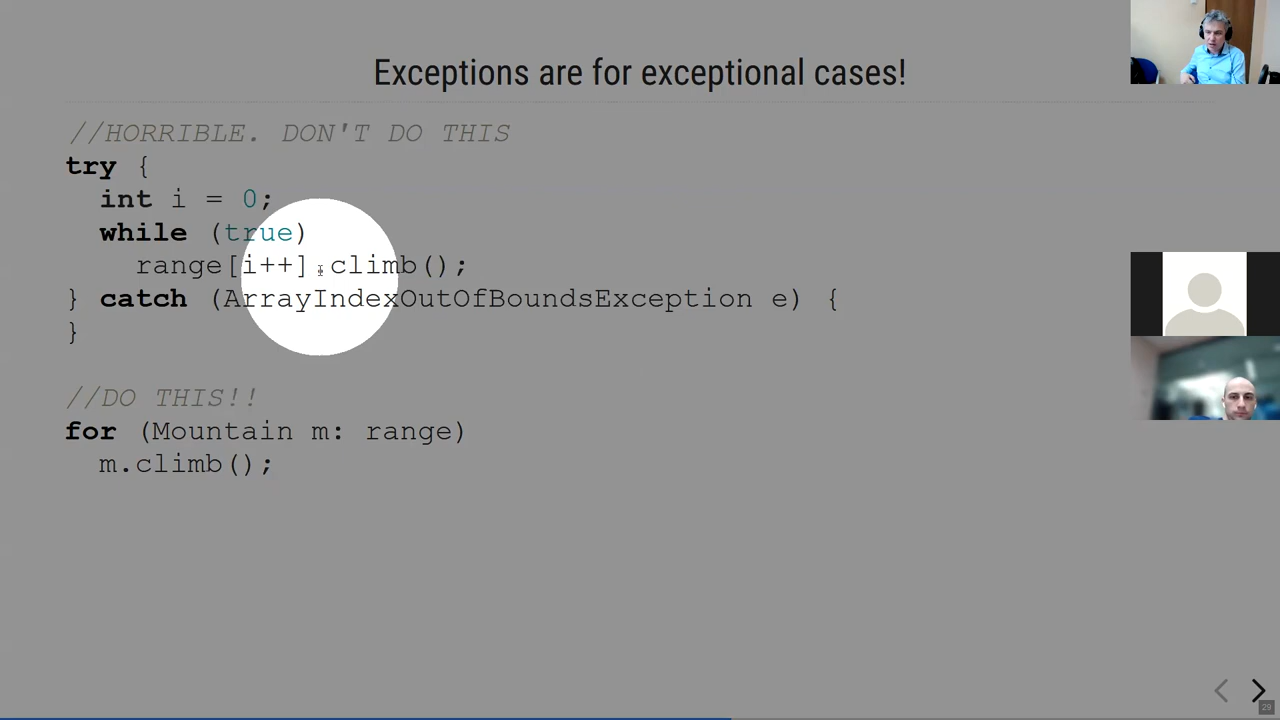 Exceptions are for exceptional cases!
//HORRIBLE. DON'T DO THIS
try {
int i = 0;
while (true)
range[i++].climb();
} catch (ArrayIndexOutOfBoundsException e) {
}
//DO THIS!!
for (Mountain m: range)
m.climb();
29